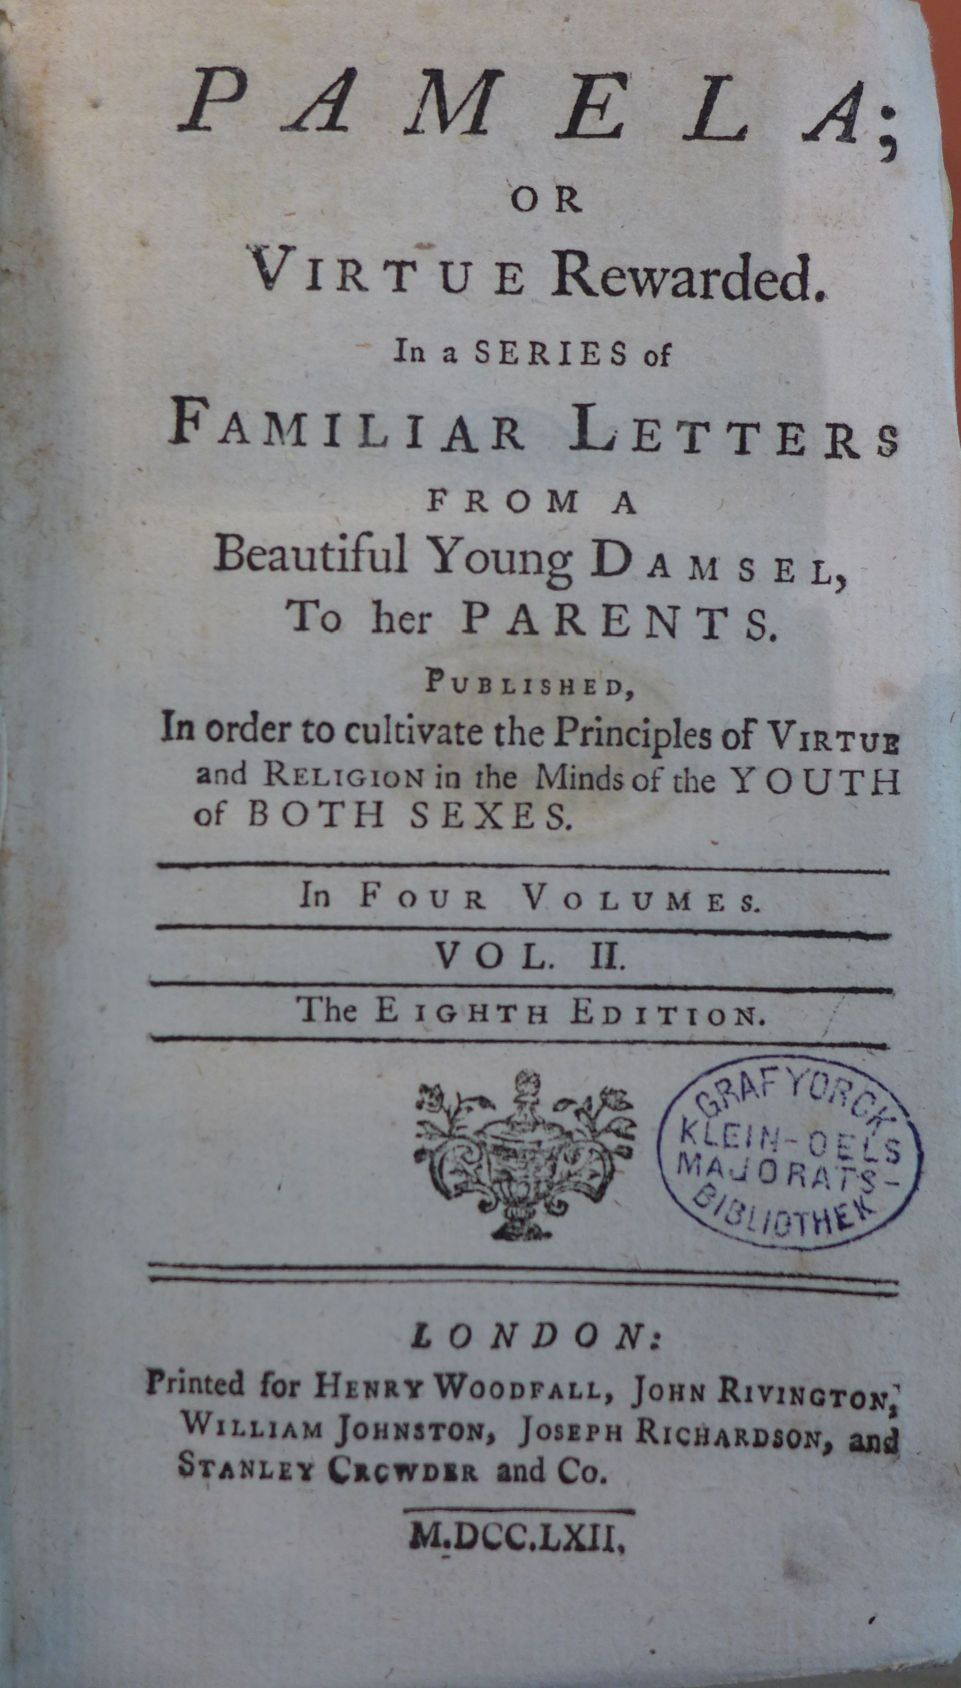 PAMELA;
OR
VIRTUE Rewarded.
In a SERIES of
FAMILIAR LETTERS
FROM A
Beautiful Young DAMSEL,
To her PARENTS.
PUBLISHED,
In order to cultivate the Principles of VIRTUE
and RELIGION in the Minds of the YOUTH
of BOTH SEXES.
In FOUR VOLUMES.
VOL. II.
The EIGHTH EDITION.
GRAF YORCK
KLEIN-OELS
MAJORATS-
BIBLIOTHEK
LONDON:
Printed for HENRY WOODFALL, JOHN RIVINGTON,
WILLIAM JOHNSTON, JOSEPH RICHARDSON, and
STANLEY CROWDER and Co.
M.DCC.LXII.